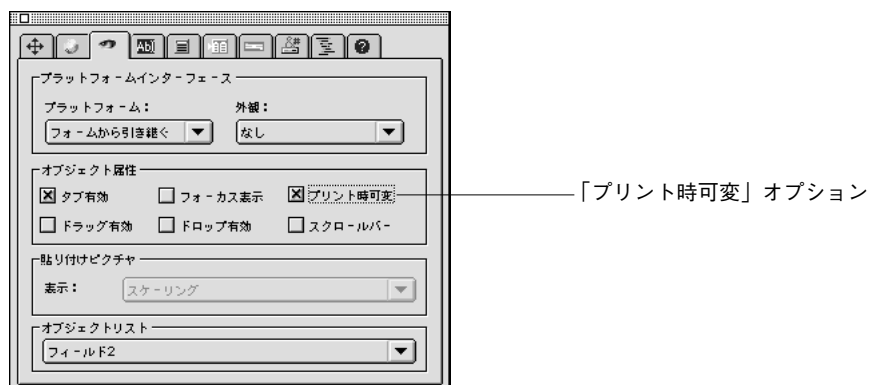 プラットフォームインターフェース
プラットフォーム： 外観：
フォームから引き継ぐ なし
オブジェクト属性
タブ有効 フォーカス表示 プリント時可変
「プリント時可変」オプション
ドラッグ有効 ドロップ有効 スクロールバー
貼り付けピクチャ
表示： スケーリング
オブジェクトリスト
フィールド2